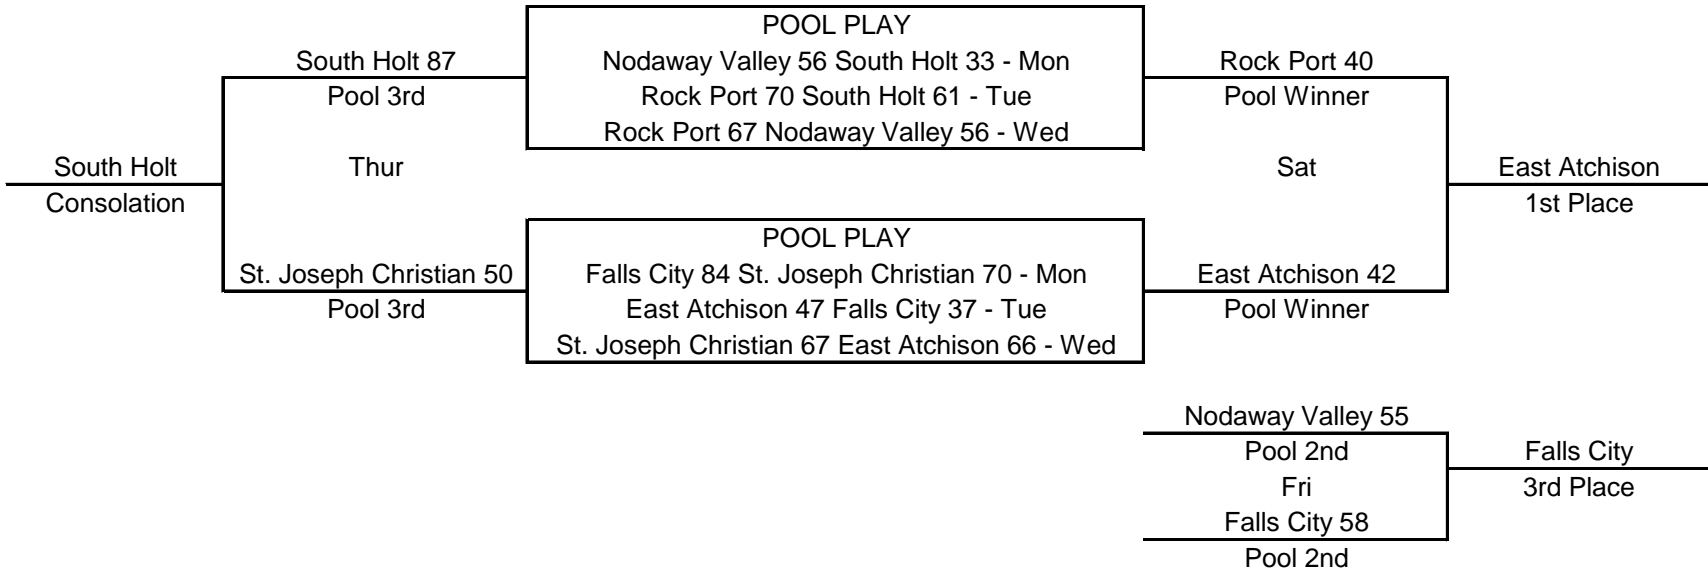 POOL PLAY
South Holt 87
Nodaway Valley 56 South Holt 33 - Mon
Rock Port 40
Pool 3rd
Rock Port 70 South Holt 61 - Tue
Pool Winner
Rock Port 67 Nodaway Valley 56 - Wed
South Holt
Thur
Sat
East Atchison
Consolation
1st Place
POOL PLAY
St. Joseph Christian 50
Falls City 84 St. Joseph Christian 70 - Mon
East Atchison 42
Pool 3rd
East Atchison 47 Falls City 37 - Tue
Pool Winner
St. Joseph Christian 67 East Atchison 66 - Wed
Nodaway Valley 55
Pool 2nd
Falls City
Fri
3rd Place
Falls City 58
Pool 2nd